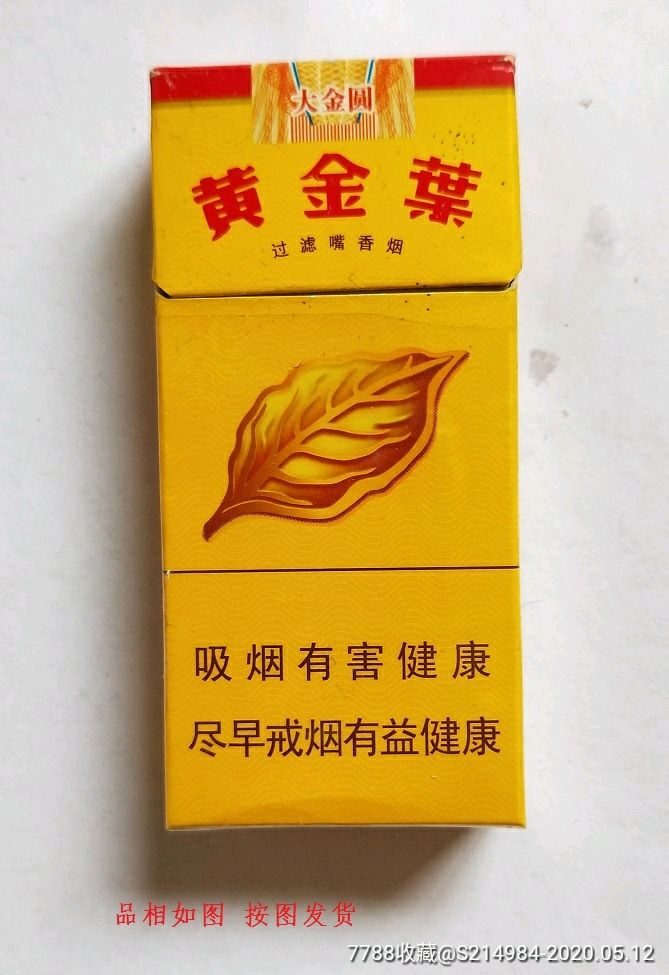 大金圆
黄金葉
过滤嘴香烟
吸烟有害健康
尽早戒烟有益健康
品相如图 按图发货
7788收藏@S214984-2020.05.12